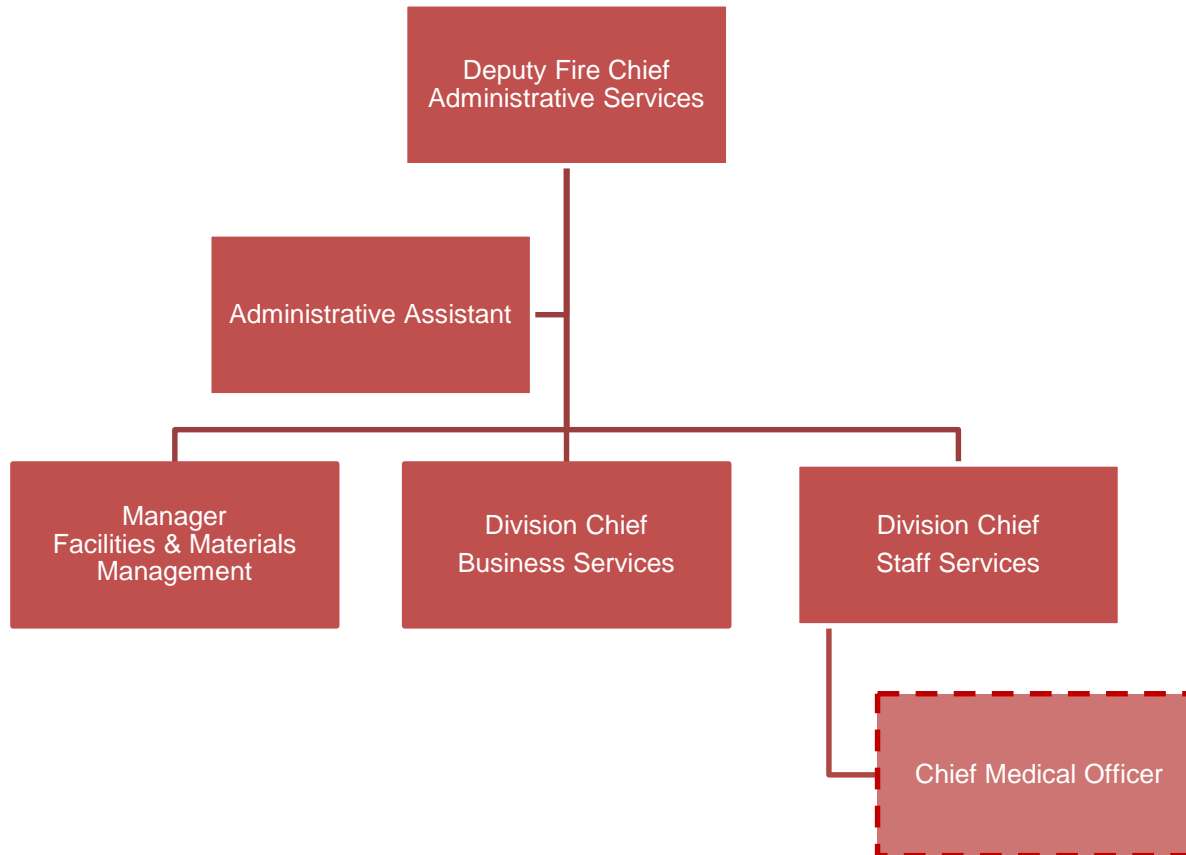 Deputy Fire Chief
Administrative Services
Administrative Assistant
Manager
Facilities & Materials
Management
Division Chief
Business Services
Division Chief
Staff Services
Chief Medical Officer